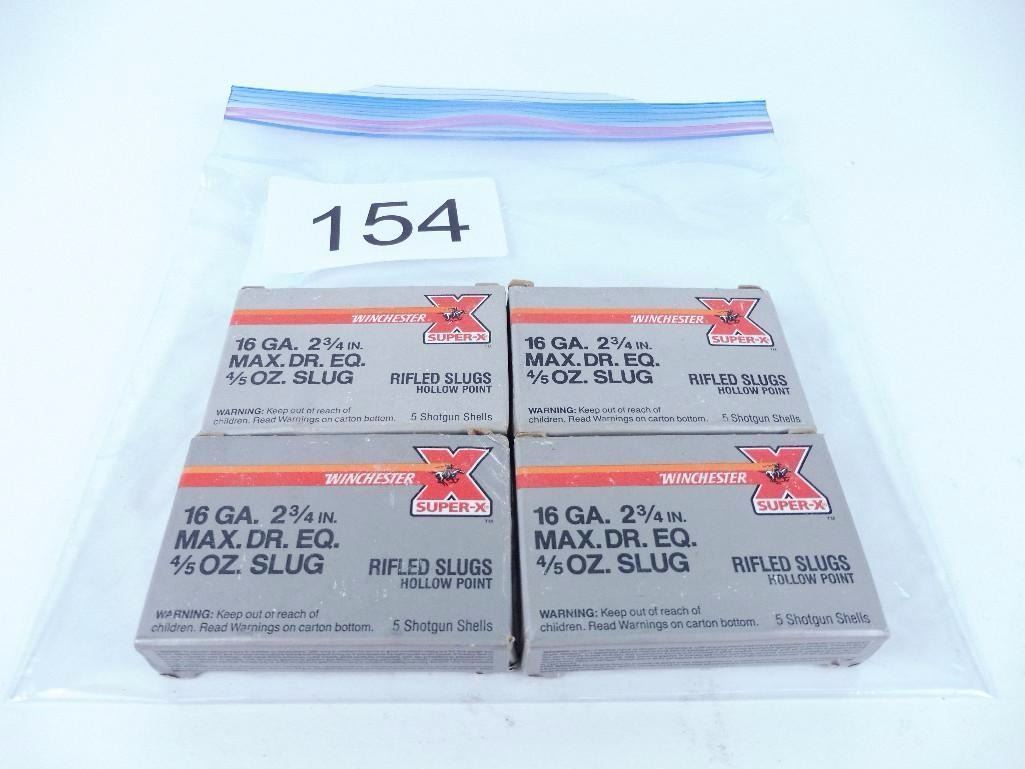 154
WINCHESTER
X
SUPER-X®
™
16 GA. 2¾ IN.
MAX. DR. EQ.
⅘ OZ. SLUG
RIFLED SLUGS
HOLLOW POINT
WARNING: Keep out of reach of
children. Read Warnings on carton bottom.
5 Shotgun Shells
WINCHESTER
X
SUPER-X®
™
16 GA. 2¾ IN.
MAX. DR. EQ.
⅘ OZ. SLUG
RIFLED SLUGS
HOLLOW POINT
WARNING: Keep out of reach of
children. Read Warnings on carton bottom.
5 Shotgun Shells
WINCHESTER
X
SUPER-X®
™
16 GA. 2¾ IN.
MAX. DR. EQ.
⅘ OZ. SLUG
RIFLED SLUGS
HOLLOW POINT
WARNING: Keep out of reach of
children. Read Warnings on carton bottom.
5 Shotgun Shells
WINCHESTER
X
SUPER-X®
™
16 GA. 2¾ IN.
MAX. DR. EQ.
⅘ OZ. SLUG
RIFLED SLUGS
HOLLOW POINT
WARNING: Keep out of reach of
children. Read Warnings on carton bottom.
5 Shotgun Shells